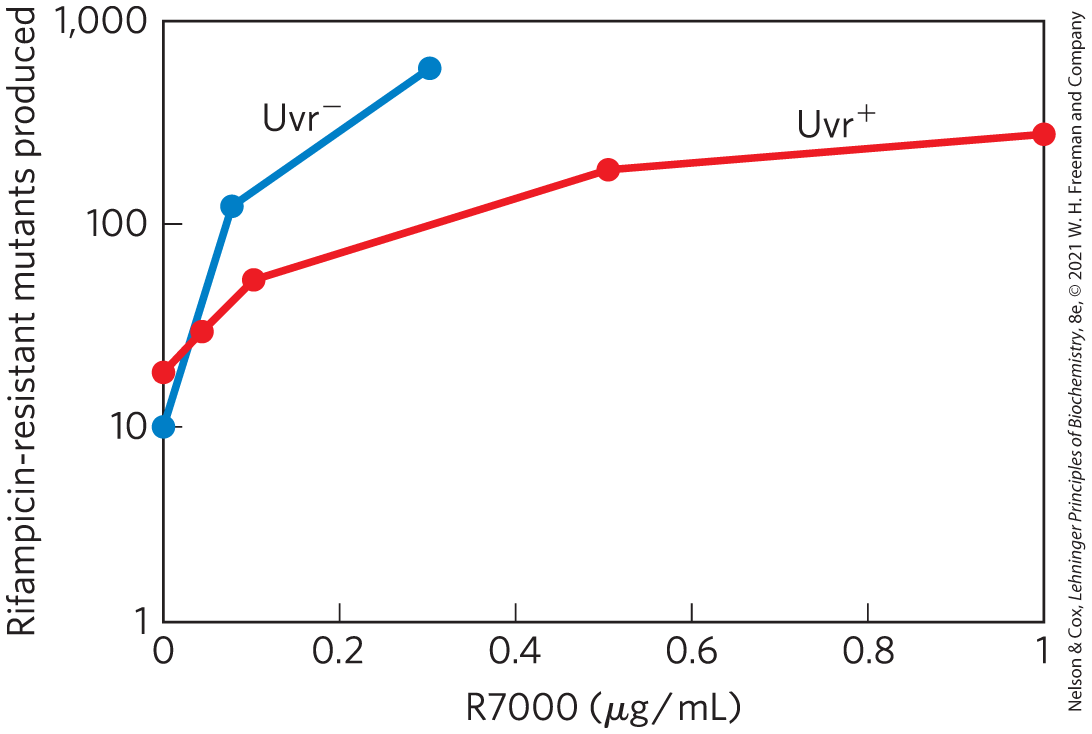 Rifampicin-resistant mutants produced
1,000
100
10
1
Uvr⁻
Uvr⁺
0 0.2 0.4 0.6 0.8 1
R7000 (μg/mL)
Nelson & Cox, Lehninger Principles of Biochemistry, 8e, © 2021 W. H. Freeman and Company